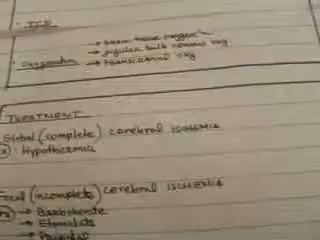 · ICP
→ brain tissue oxygen
→ jugular bulb venous oxy.
oxygenation → transcranial oxy
TREATMENT
Global (complete) cerebral ISCHEMIA
: Hypothermia
Focal (incomplete) cerebral ISCHEMIA
→ Barbiturate
→ Etomidate
→ Propofol